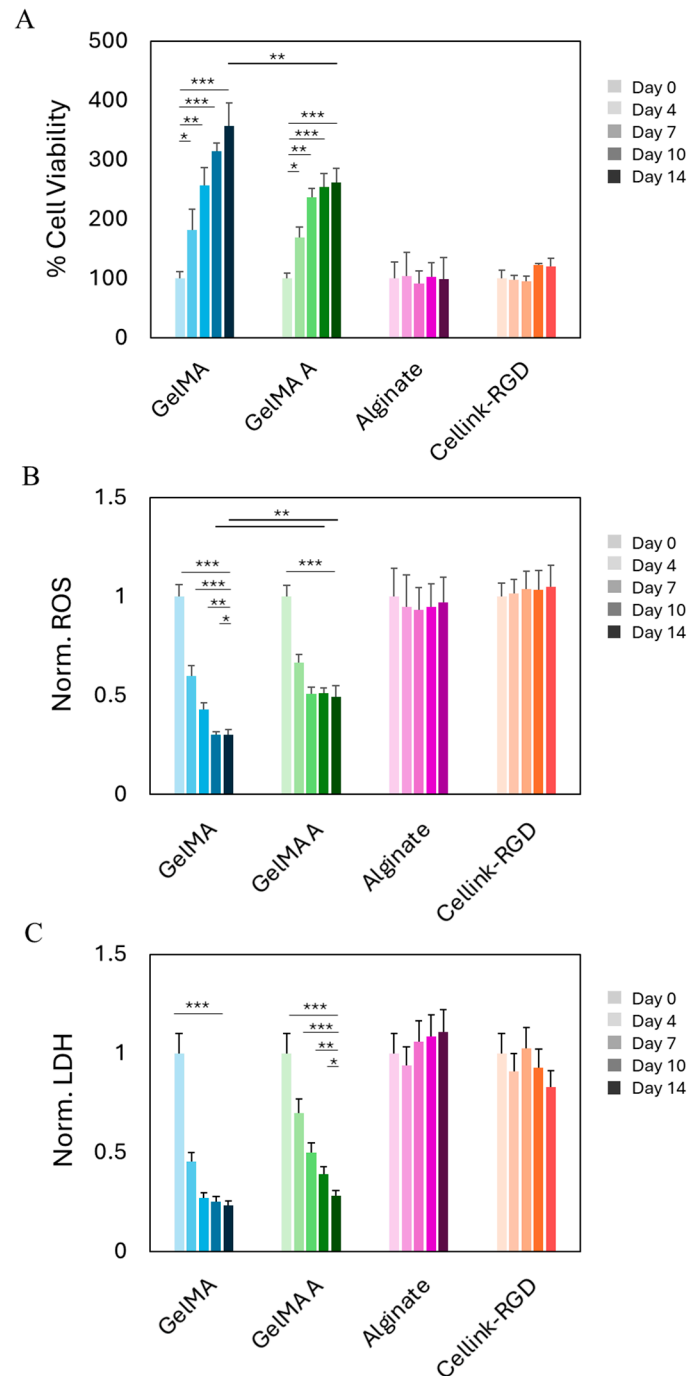 A
% Cell Viability
500
400
300
200
100
0
***
***
**
*
**
***
***
**
*
GelMA
GelMA A
Alginate
Cellink-RGD
Day 0
Day 4
Day 7
Day 10
Day 14
B
Norm. ROS
1.5
1
0.5
0
**
***
***
**
*
***
GelMA
GelMA A
Alginate
Cellink-RGD
Day 0
Day 4
Day 7
Day 10
Day 14
C
Norm. LDH
1.5
1
0.5
0
***
***
***
**
*
GelMA
GelMA A
Alginate
Cellink-RGD
Day 0
Day 4
Day 7
Day 10
Day 14